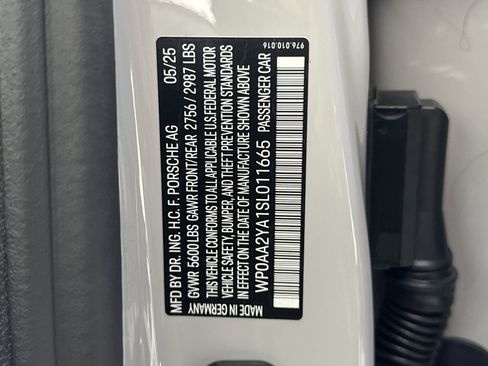 MFD BY DR. ING. H.C. F. PORSCHE AG 05/25
GVWR 5600 LBS GAWR FRONT/REAR 2756 / 2987 LBS
THIS VEHICLE CONFORMS TO ALL APPLICABLE U.S. FEDERAL MOTOR
VEHICLE SAFETY, BUMPER, AND THEFT PREVENTION STANDARDS
IN EFFECT ON THE DATE OF MANUFACTURE SHOWN ABOVE
WP0AA2YA1SL011665 PASSENGER CAR
MADE IN GERMANY
976.010.016